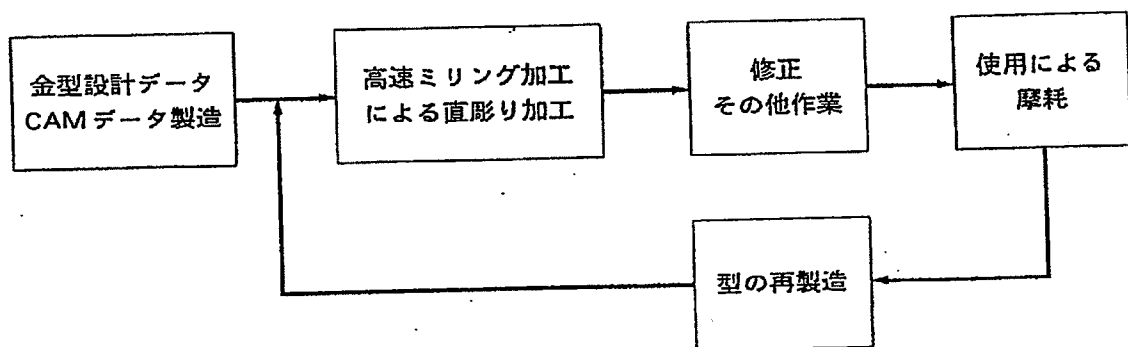 金型設計データ
CAMデータ製造
高速ミリング加工
による直彫り加工
修正
その他作業
使用による
摩耗
型の再製造